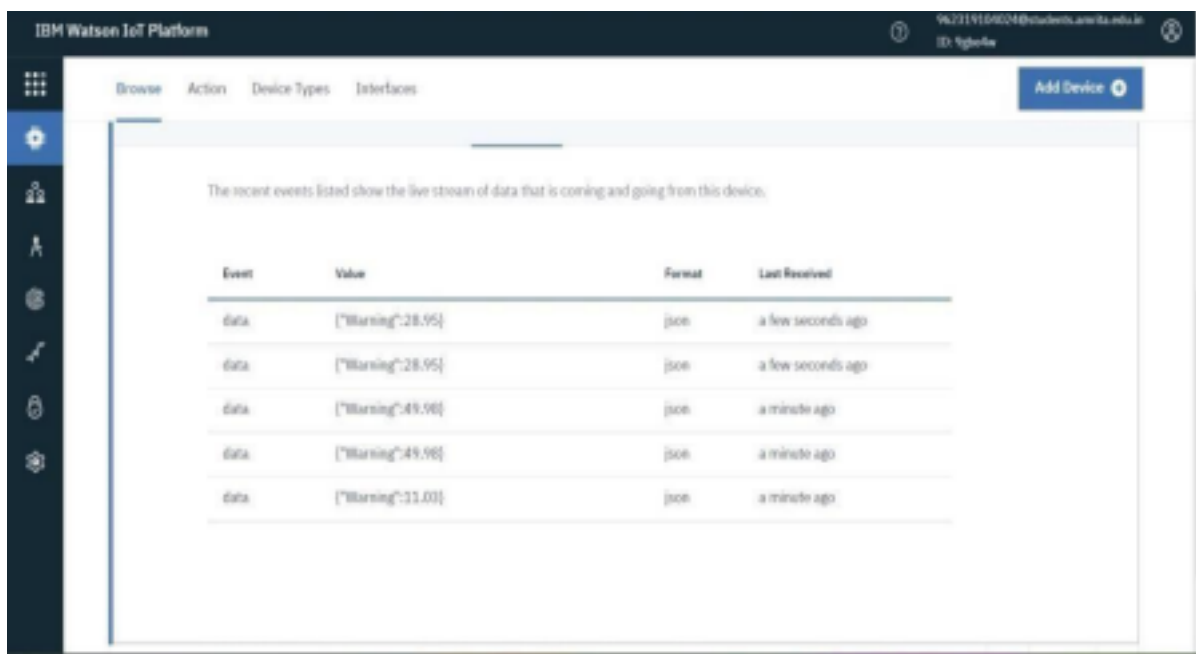 IBM Watson IoT Platform
Browse Action Device Types Interfaces
Add Device
The recent events listed show the live stream of data that is coming and going from this device.
Event Value Format Last Received
data {"Warning":28.95} json a few seconds ago
data {"Warning":28.95} json a few seconds ago
data {"Warning":49.98} json a minute ago
data {"Warning":49.98} json a minute ago
data {"Warning":11.03} json a minute ago